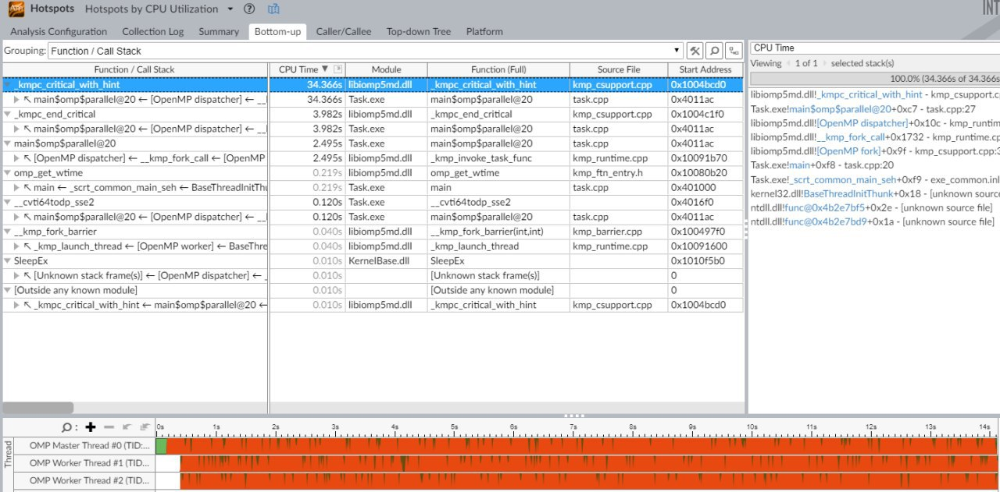 Hotspots Hotspots by CPU Utilization
INT
Analysis Configuration Collection Log Summary Bottom-up Caller/Callee Top-down Tree Platform
Grouping: Function / Call Stack
CPU Time
Viewing 1 of 1 selected stack(s)
Function / Call Stack CPU Time Module Function (Full) Source File Start Address
100.0% (34.366s of 34.366s
_kmpc_critical_with_hint 34.366s libiomp5md.dll _kmpc_critical_with_hint kmp_csupport.cpp 0x1004bcd0
main$omp$parallel@20 ← [OpenMP dispatcher] ← __l 34.366s Task.exe main$omp$parallel@20 task.cpp 0x4011ac
_kmpc_end_critical 3.982s libiomp5md.dll _kmpc_end_critical kmp_csupport.cpp 0x1004c1f0
main$omp$parallel@20 ← [OpenMP dispatcher] ← __l 3.982s Task.exe main$omp$parallel@20 task.cpp 0x4011ac
main$omp$parallel@20 2.495s Task.exe main$omp$parallel@20 task.cpp 0x4011ac
[OpenMP dispatcher] ← __kmp_fork_call ← [OpenMP 2.495s libiomp5md.dll _kmp_invoke_task_func kmp_runtime.cpp 0x10091b70
omp_get_wtime 0.219s libiomp5md.dll omp_get_wtime kmp_ftn_entry.h 0x10080b20
main ← _scrt_common_main_seh ← BaseThreadInitThu 0.219s Task.exe main task.cpp 0x401000
__cvti64todp_sse2 0.120s Task.exe __cvti64todp_sse2 0x4016f0
main$omp$parallel@20 ← [OpenMP dispatcher] ← __l 0.120s Task.exe main$omp$parallel@20 task.cpp 0x4011ac
__kmp_fork_barrier 0.040s libiomp5md.dll __kmp_fork_barrier(int,int) kmp_barrier.cpp 0x100497f0
_kmp_launch_thread ← [OpenMP worker] ← BaseThre 0.040s libiomp5md.dll _kmp_launch_thread kmp_runtime.cpp 0x10091600
SleepEx 0.010s KernelBase.dll SleepEx 0x1010f5b0
[Unknown stack frame(s)] ← [OpenMP dispatcher] ← _ 0.010s [Unknown stack frame(s)] 0
[Outside any known module] 0.010s [Outside any known module] 0
_kmpc_critical_with_hint ← main$omp$parallel@20 ← 0.010s libiomp5md.dll _kmpc_critical_with_hint kmp_csupport.cpp 0x1004bcd0
libiomp5md.dll!_kmpc_critical_with_hint - kmp_csupport.c
Task.exe!main$omp$parallel@20+0xc7 - task.cpp:27
libiomp5md.dll![OpenMP dispatcher]+0x10c - kmp_runtim
libiomp5md.dll!__kmp_fork_call+0x1732 - kmp_runtime.cp
libiomp5md.dll![OpenMP fork]+0x9f - kmp_csupport.cpp:3
Task.exe!main+0xf8 - task.cpp:20
Task.exe!_scrt_common_main_seh+0xf9 - exe_common.inl
kernel32.dll!BaseThreadInitThunk+0x18 - [unknown sourc
ntdll.dll!func@0x4b2e7bf5+0x2e - [unknown source file]
ntdll.dll!func@0x4b2e7bd9+0x1a - [unknown source file]
0s 1s 2s 3s 4s 5s 6s 7s 8s 9s 10s 11s 12s 13s 14s
Thread
OMP Master Thread #0 (TID:...
OMP Worker Thread #1 (TID...
OMP Worker Thread #2 (TID...